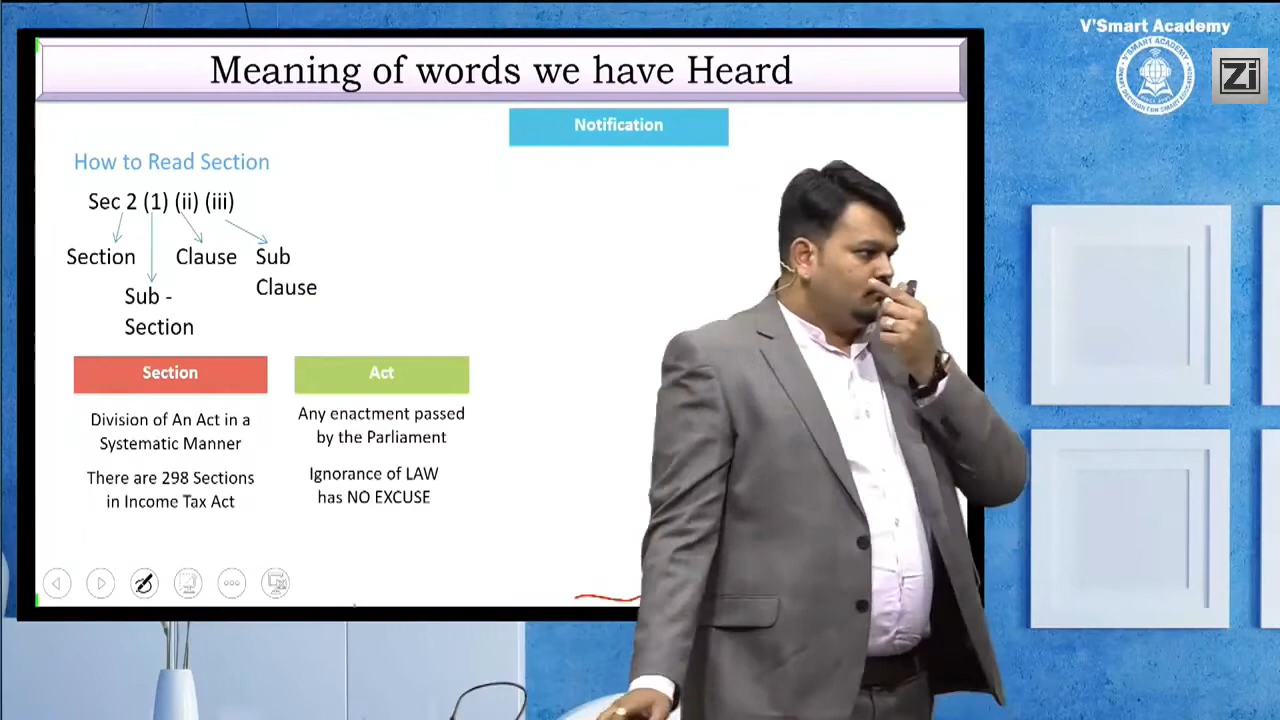 V'Smart Academy
Zi
Meaning of words we have Heard
Notification
How to Read Section
Sec 2 (1) (ii) (iii)
Section
Clause
Sub
Clause
Sub -
Section
Section
Division of An Act in a
Systematic Manner
There are 298 Sections
in Income Tax Act
Act
Any enactment passed
by the Parliament
Ignorance of LAW
has NO EXCUSE